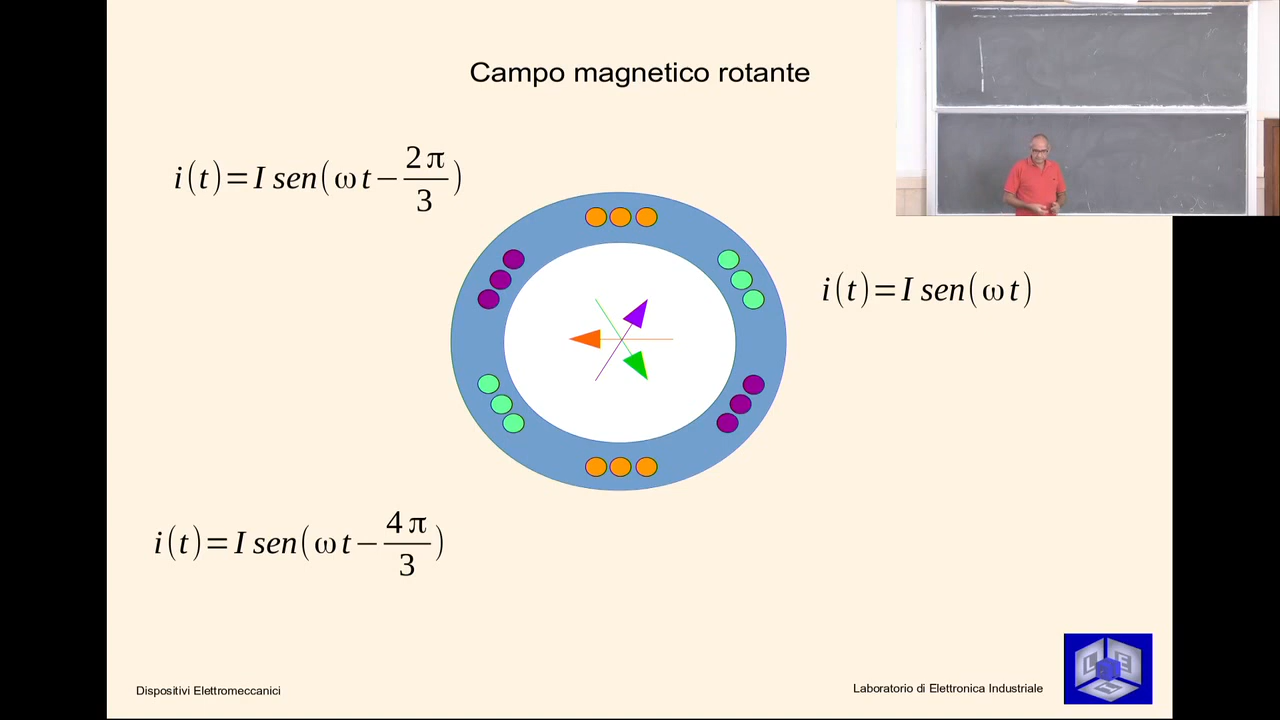 Campo magnetico rotante
i(t)=I sen(ωt−2π/3)
i(t)=I sen(ωt)
i(t)=I sen(ωt−4π/3)
Dispositivi Elettromeccanici
Laboratorio di Elettronica Industriale